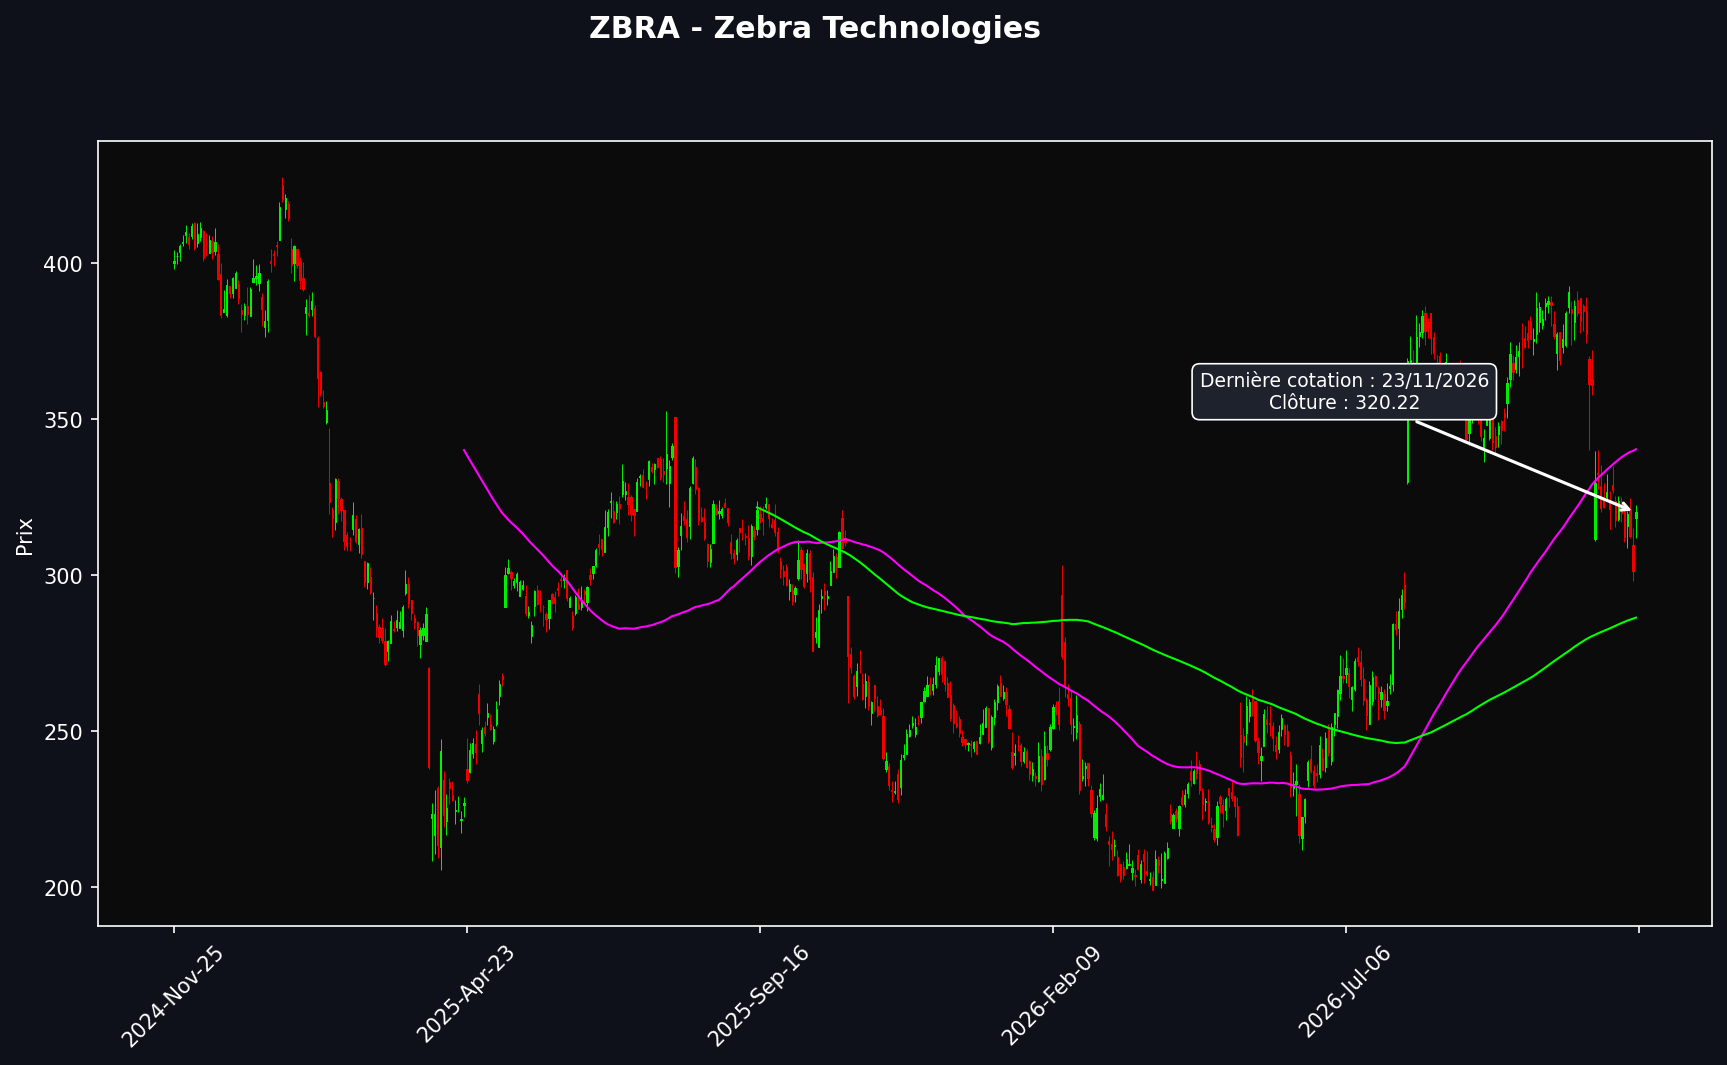 ZBRA - Zebra Technologies
Prix
400
350
300
250
200
Dernière cotation : 23/11/2026
Clôture : 320.22
2024-Nov-25
2025-Apr-23
2025-Sep-16
2026-Feb-09
2026-Jul-06